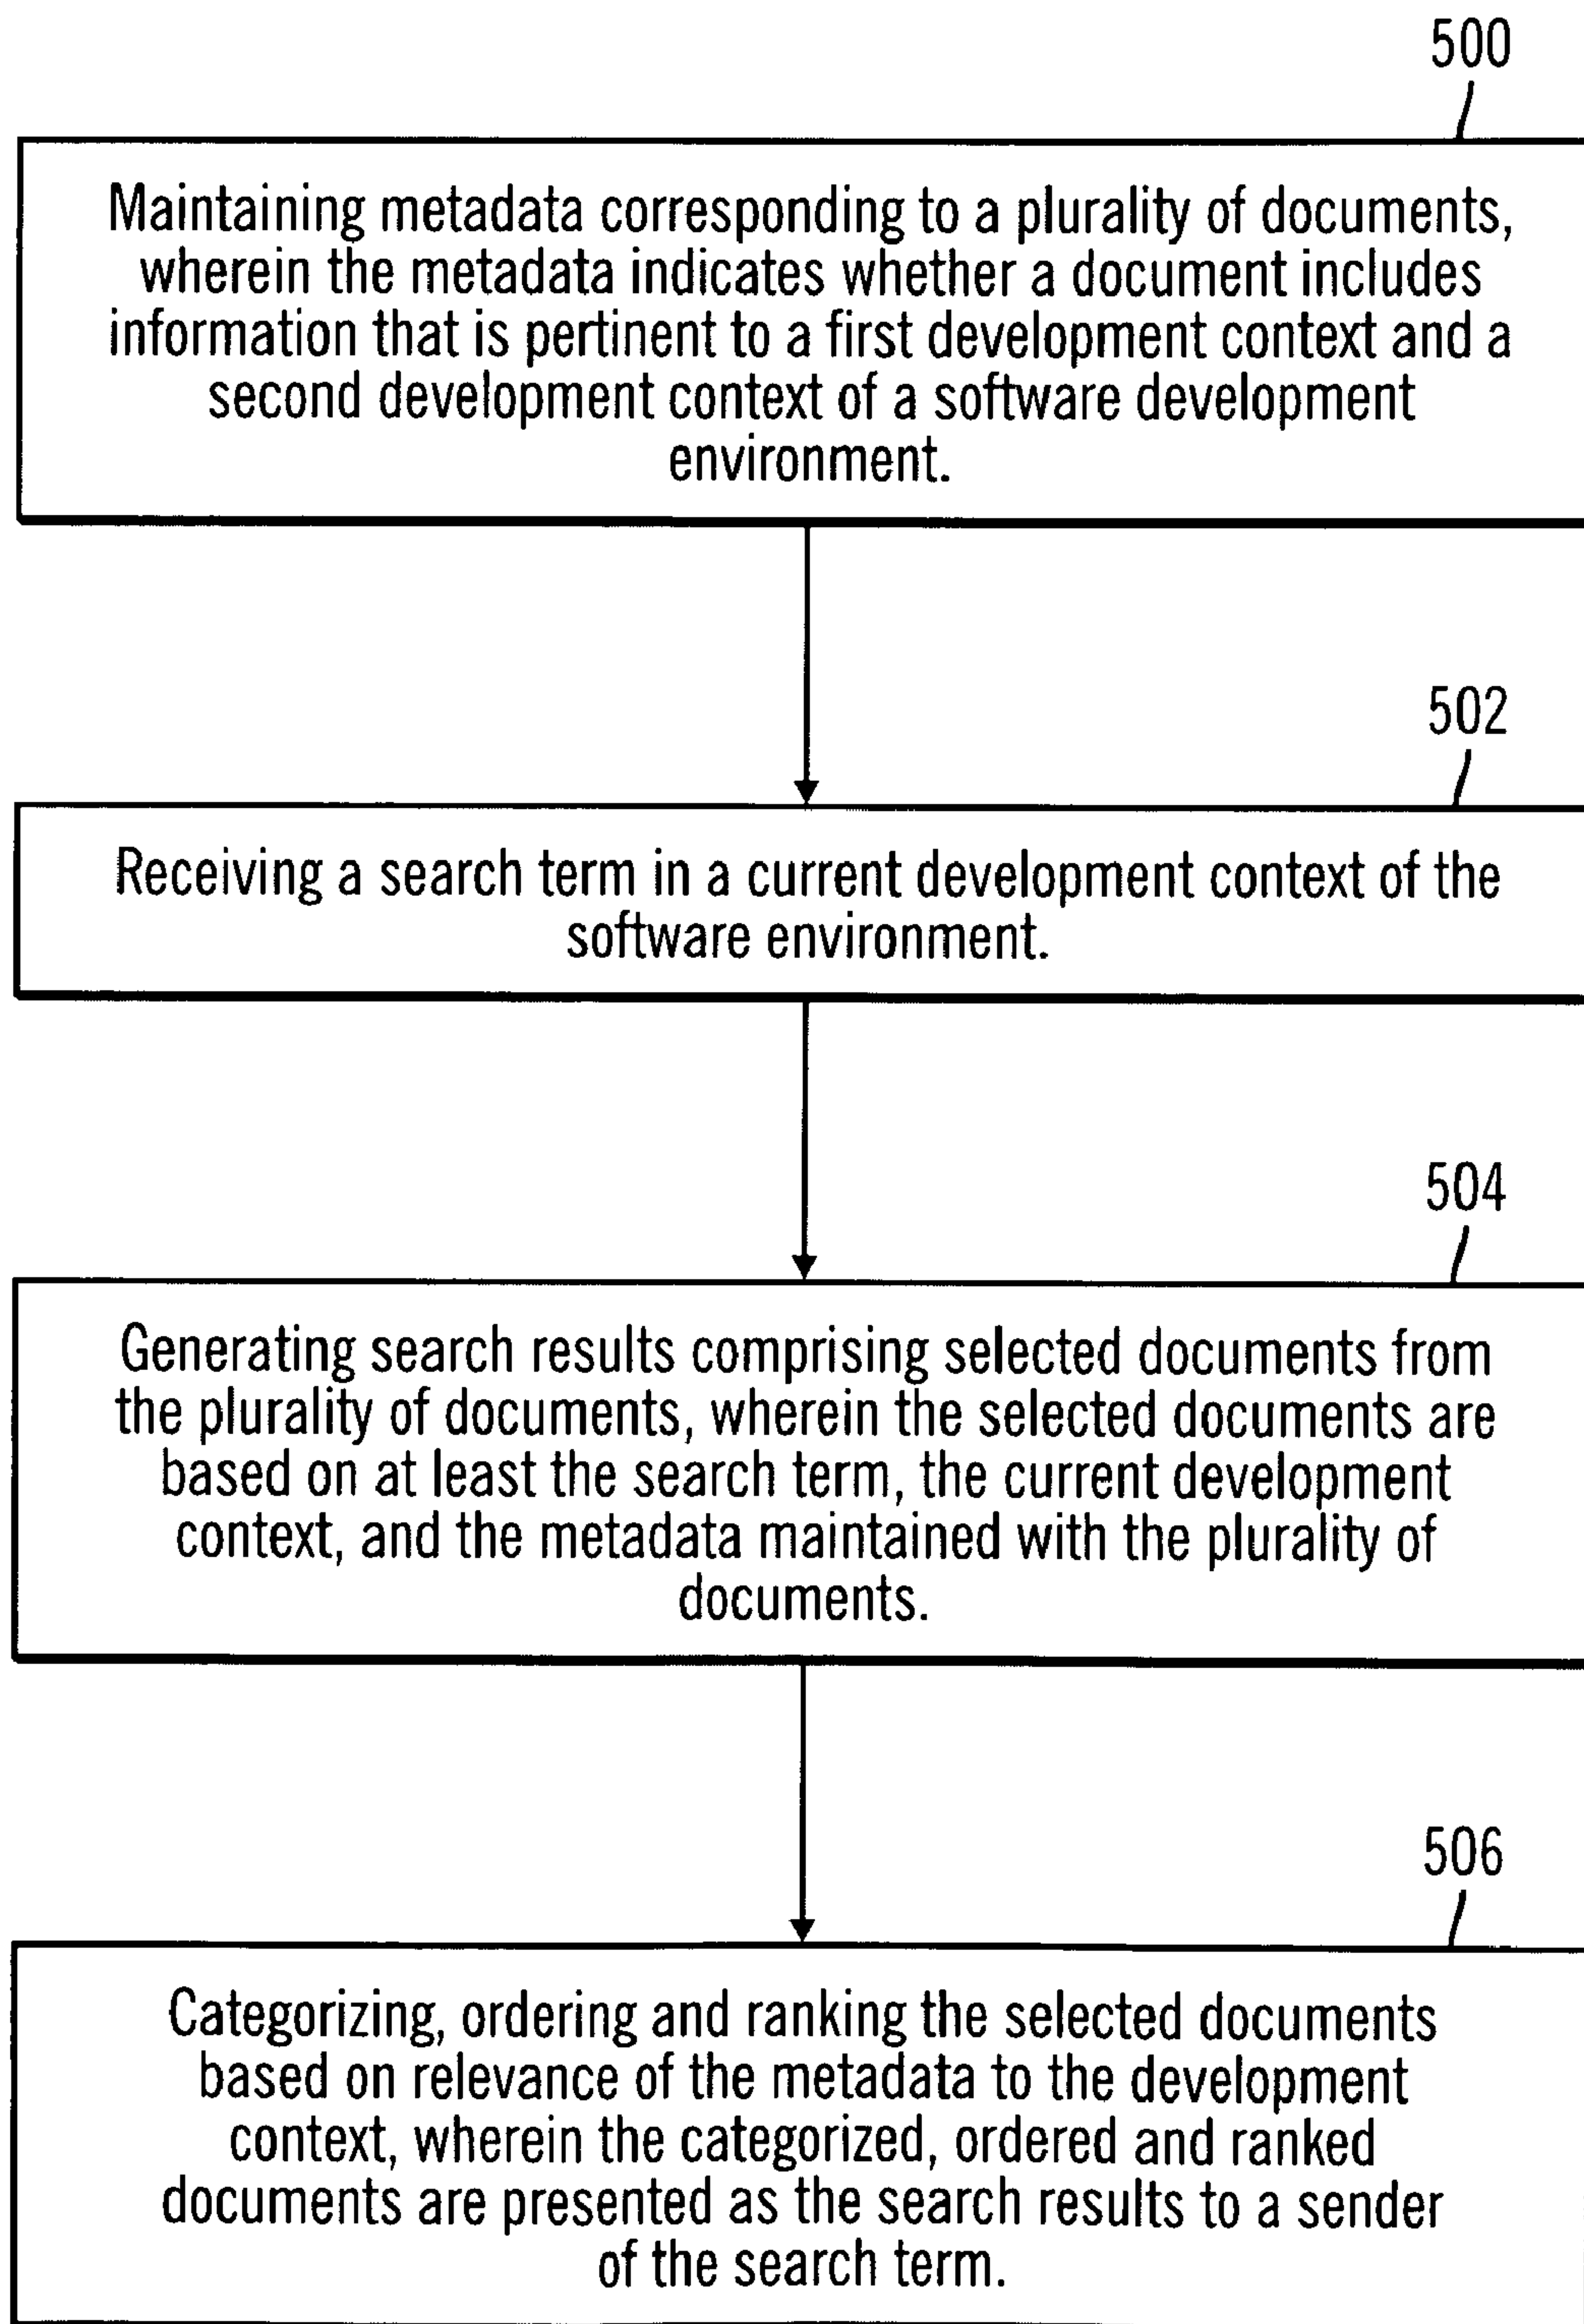 500
Maintaining metadata corresponding to a plurality of documents,
wherein the metadata indicates whether a document includes
information that is pertinent to a first development context and a
second development context of a software development
environment.
502
Receiving a search term in a current development context of the
software environment.
504
Generating search results comprising selected documents from
the plurality of documents, wherein the selected documents are
based on at least the search term, the current development
context, and the metadata maintained with the plurality of
documents.
506
Categorizing, ordering and ranking the selected documents
based on relevance of the metadata to the development
context, wherein the categorized, ordered and ranked
documents are presented as the search results to a sender
of the search term.